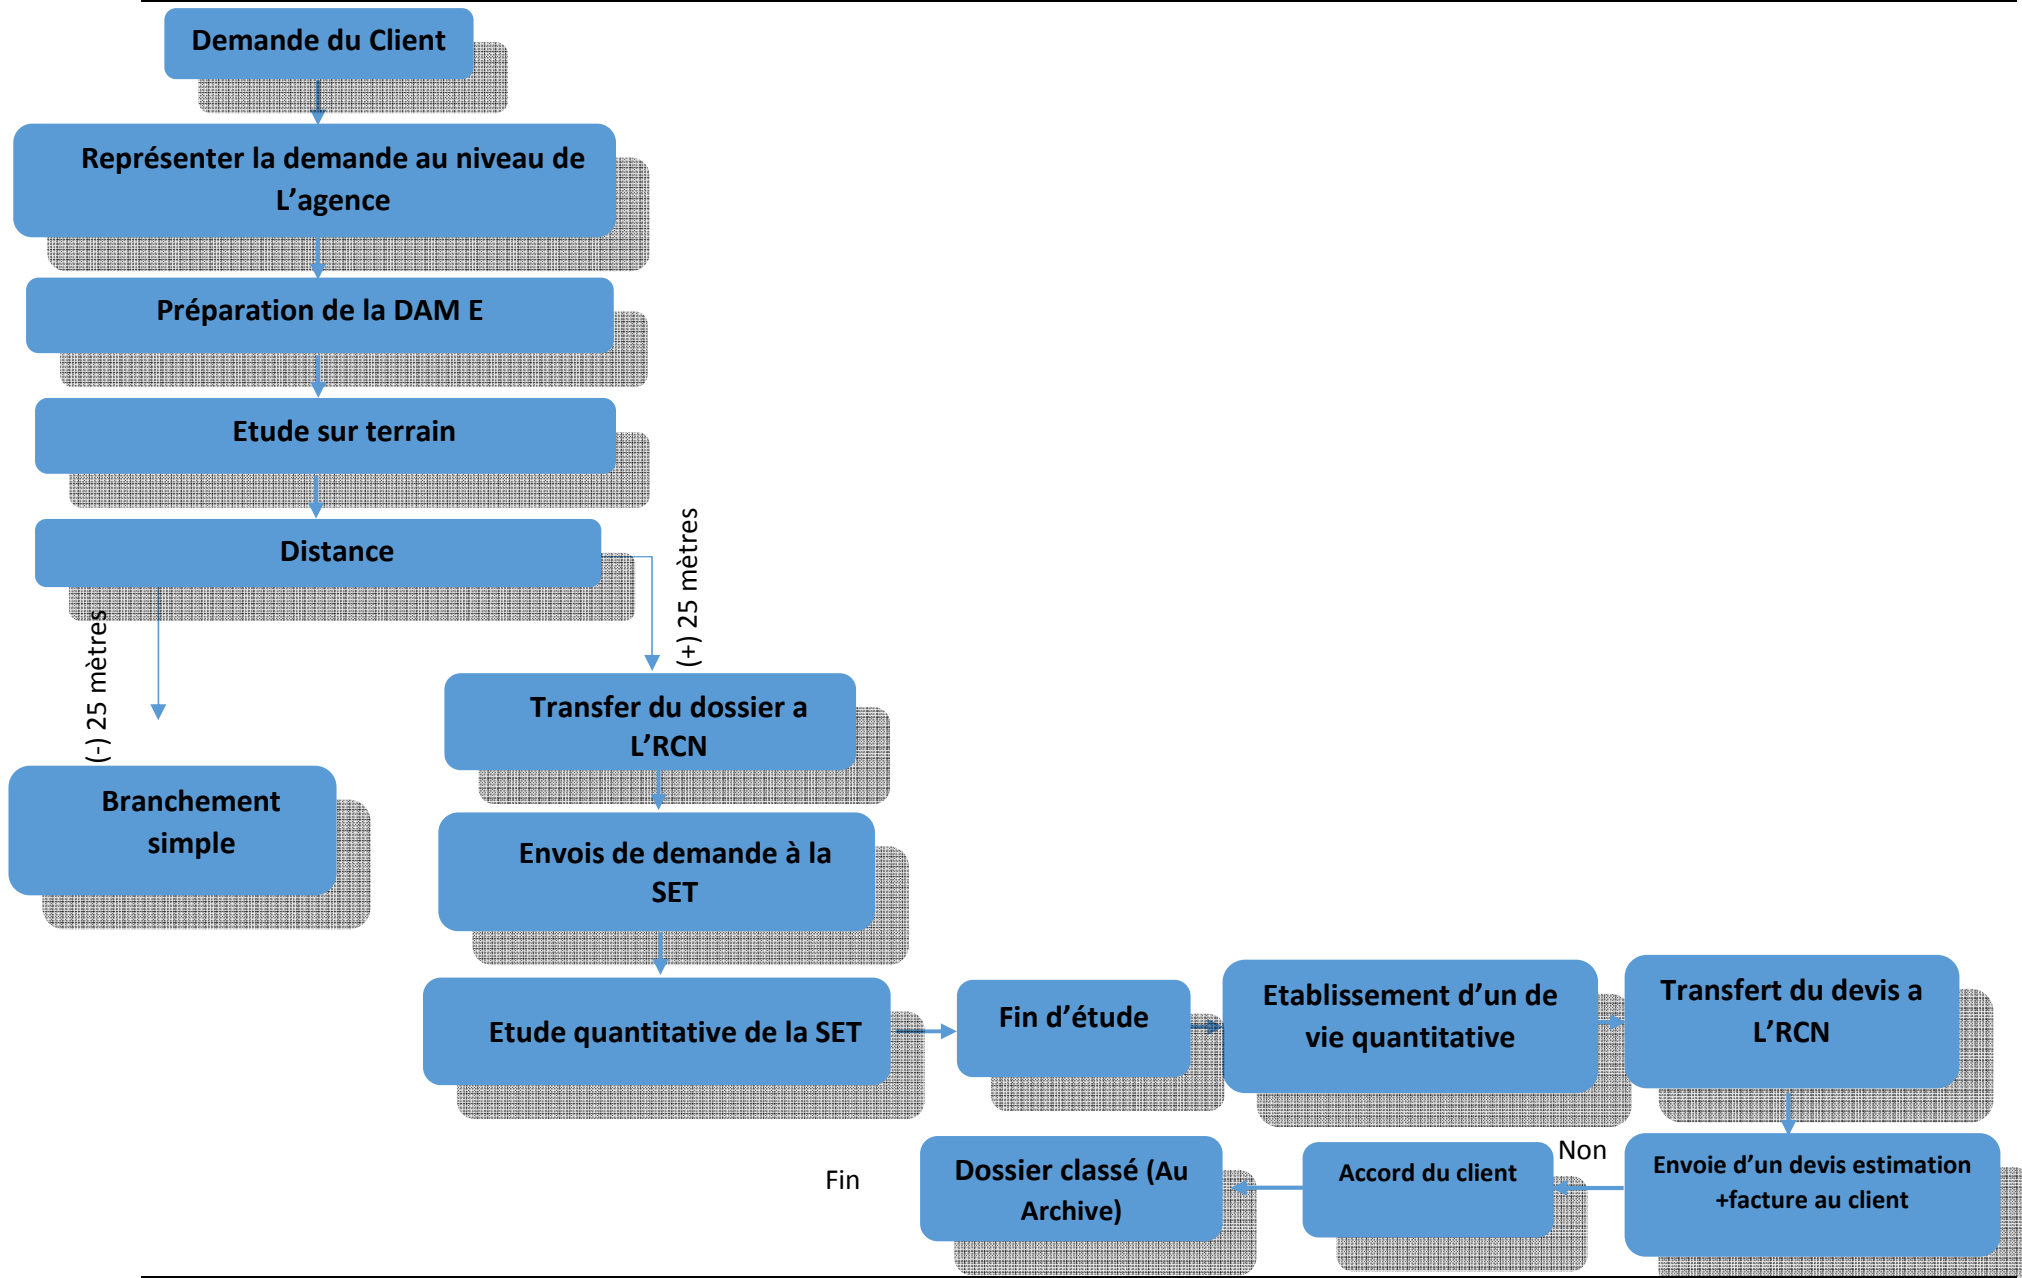 Demande du Client
Représenter la demande au niveau de
L’agence
Préparation de la DAM E
Etude sur terrain
Distance
(-) 25 mètres
(+) 25 mètres
Branchement
simple
Transfer du dossier a
L’RCN
Envois de demande à la
SET
Etude quantitative de la SET
Fin d’étude
Etablissement d’un de
vie quantitative
Transfert du devis a
L’RCN
Envoie d’un devis estimation
+facture au client
Non
Accord du client
Dossier classé (Au
Archive)
Fin